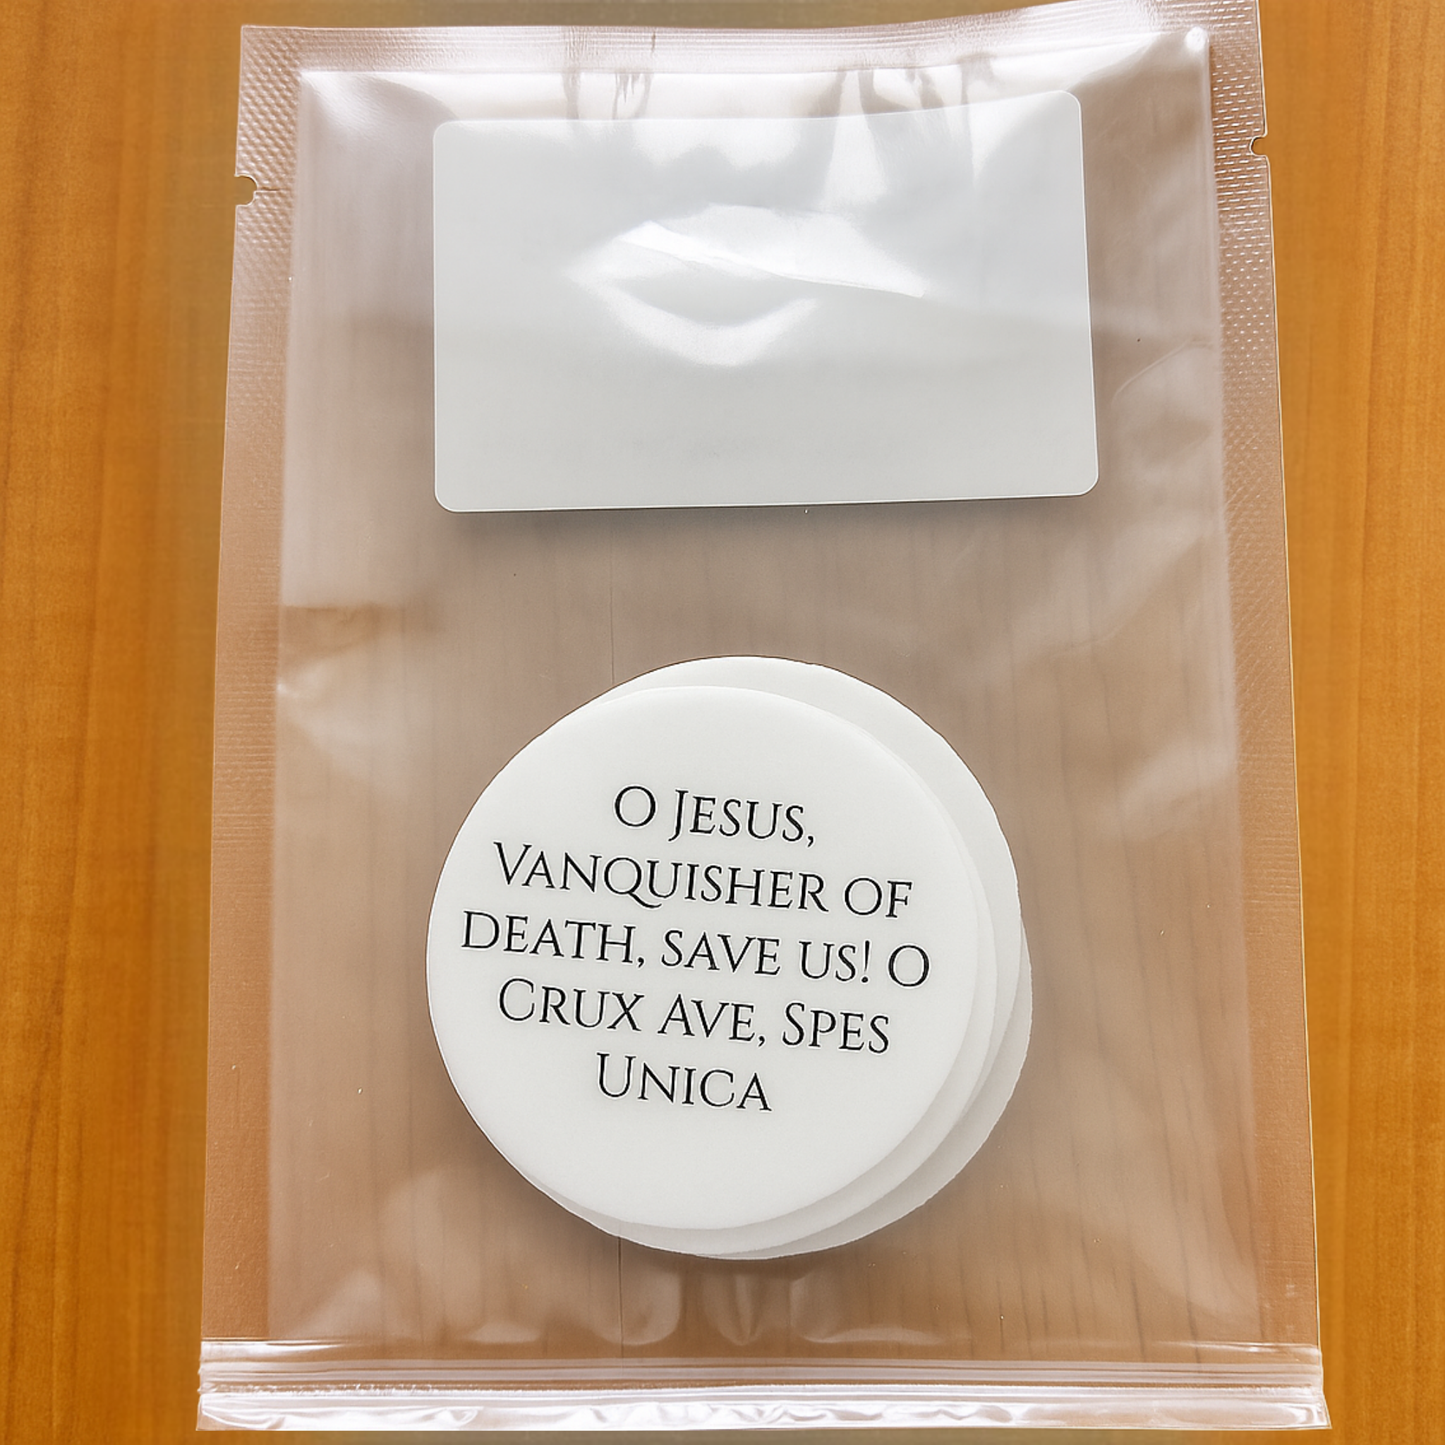 O Jesus,
Vanquisher of
death, save us! O
Crux Ave, Spes
Unica